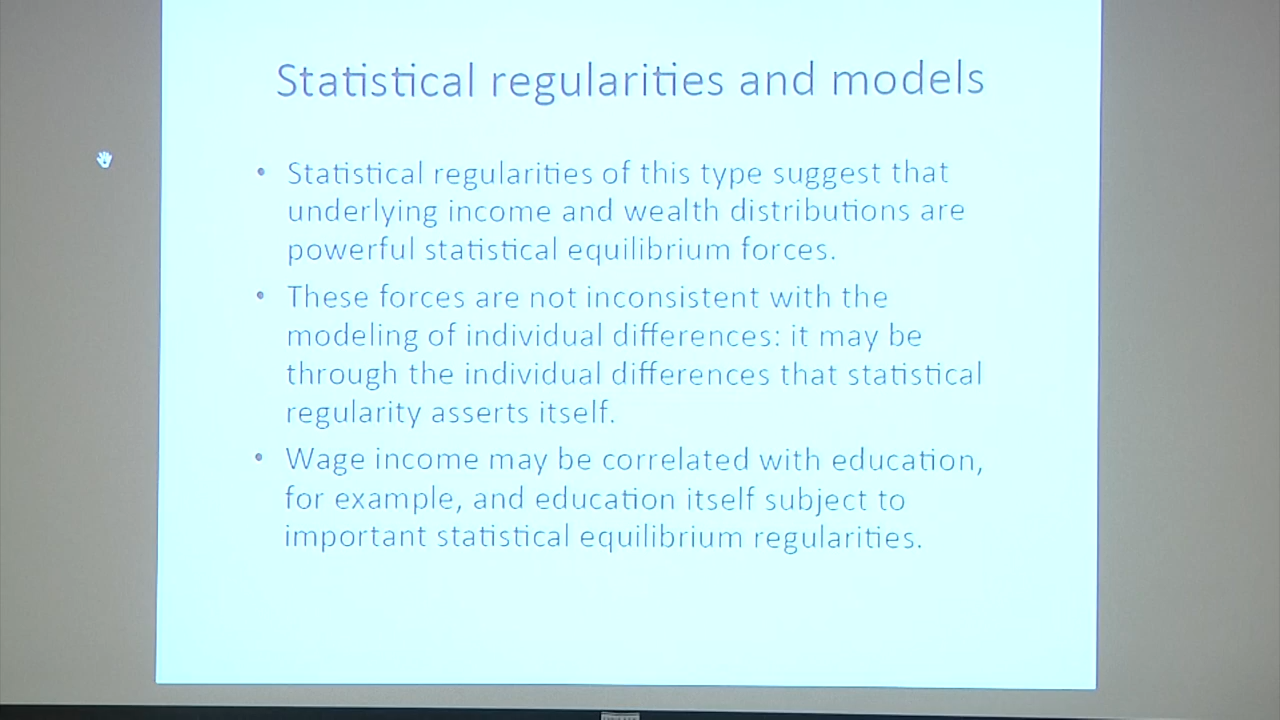 Statistical regularities and models
• Statistical regularities of this type suggest that
underlying income and wealth distributions are
powerful statistical equilibrium forces.
• These forces are not inconsistent with the
modeling of individual differences: it may be
through the individual differences that statistical
regularity asserts itself.
• Wage income may be correlated with education,
for example, and education itself subject to
important statistical equilibrium regularities.